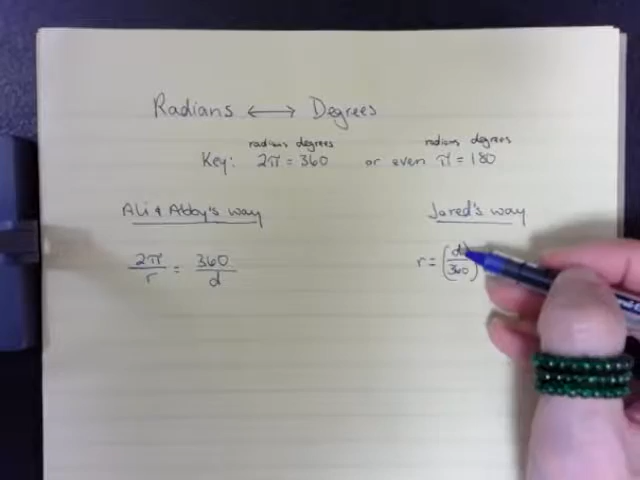 Radians ↔ Degrees
radians degrees radians degrees
Key: 2π = 360 or even π = 180
Ali & Abby's way Jared's way
2π/r = 360/d r = (d/360)